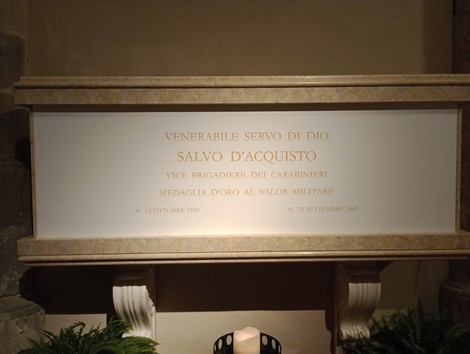 VENERABILE SERVO DI DIO
SALVO D'ACQUISTO
VICE BRIGADIERE DEI CARABINIERI
MEDAGLIA D'ORO AL VALOR MILITARE
N. 15 OTTOBRE 1920 M. 23 SETTEMBRE 1943